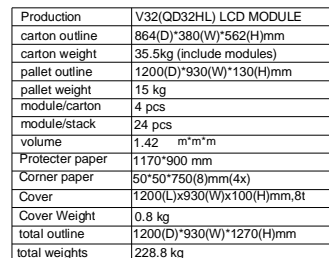 Production V32(QD32HL) LCD MODULE
carton outline 864(D)*380(W)*562(H)mm
carton weight 35.5kg (include modules)
pallet outline 1200(D)*930(W)*130(H)mm
pallet weight 15 kg
module/carton 4 pcs
module/stack 24 pcs
volume 1.42 m*m*m
Protecter paper 1170*900 mm
Corner paper 50*50*750(8)mm(4x)
Cover 1200(L)x930(W)x100(H)mm,8t
Cover Weight 0.8 kg
total outline 1200(D)*930(W)*1270(H)mm
total weights 228.8 kg